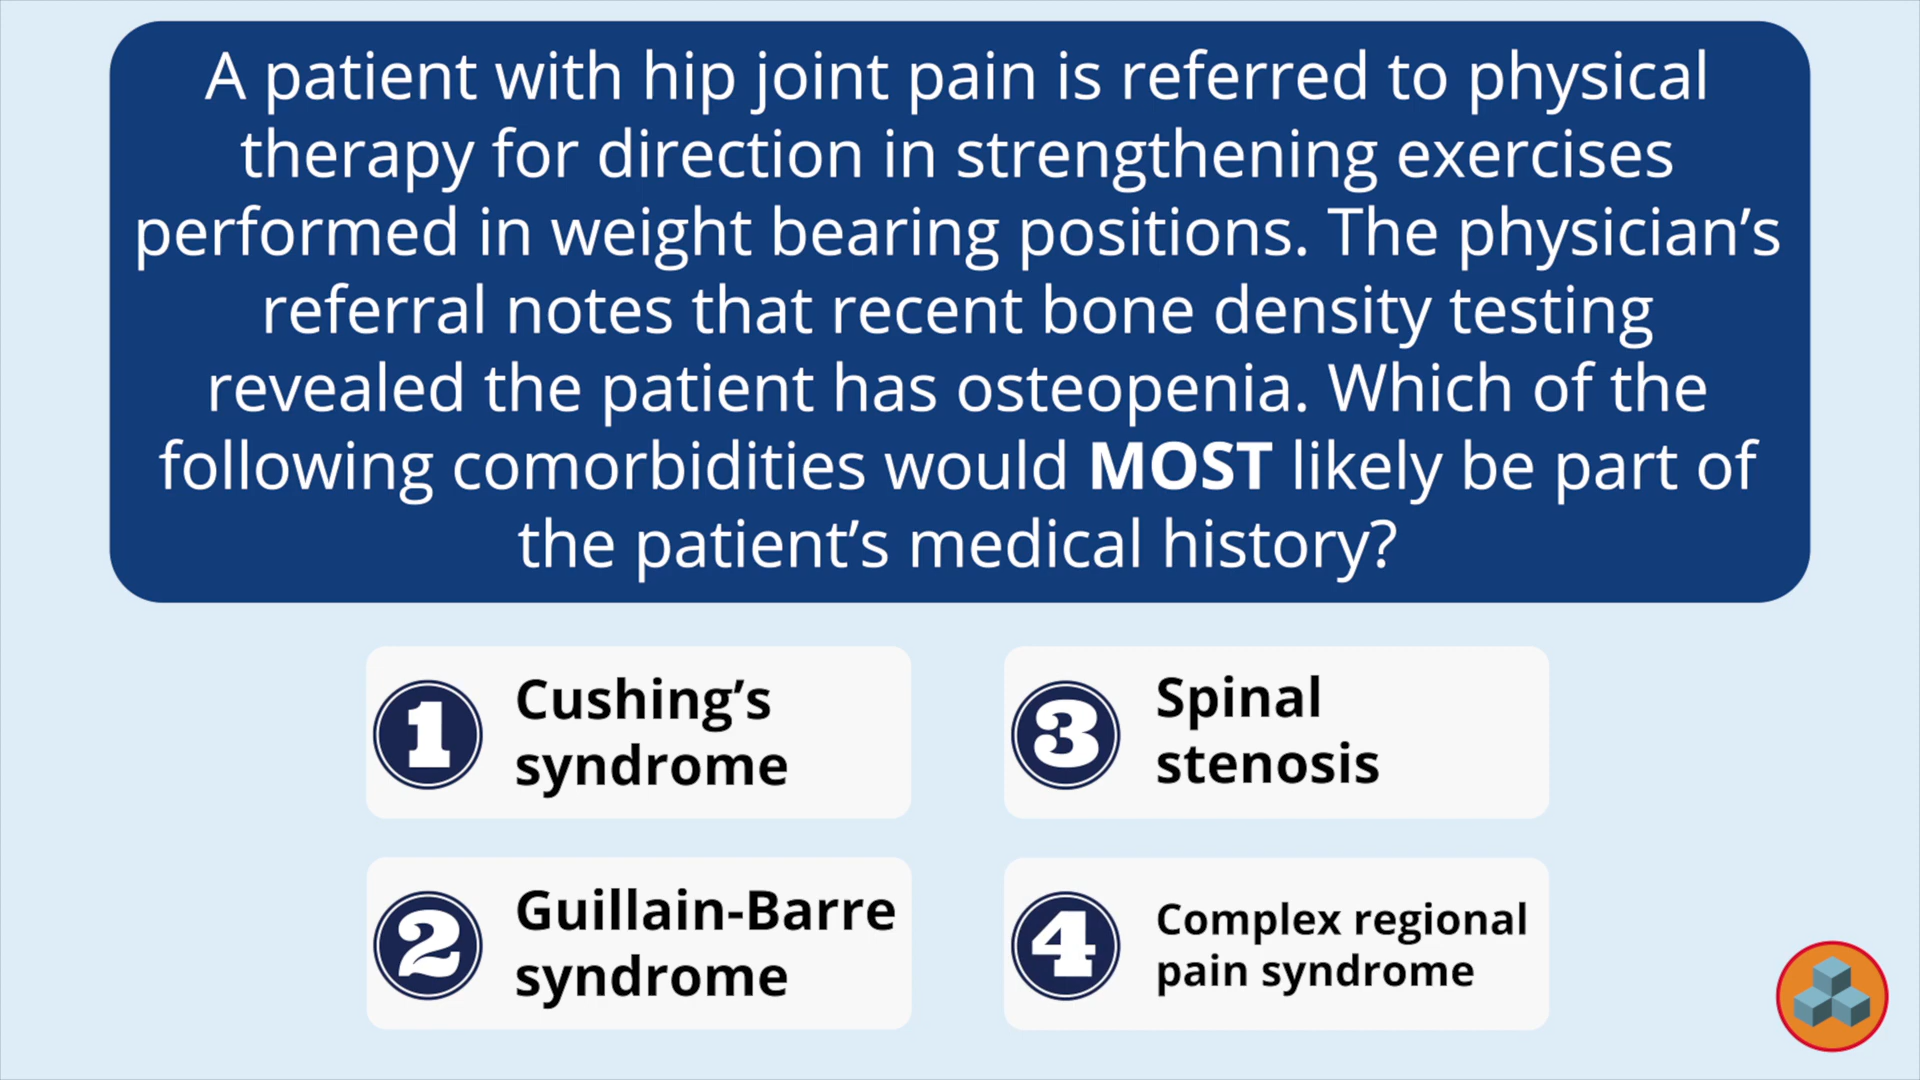 A patient with hip joint pain is referred to physical
therapy for direction in strengthening exercises
performed in weight bearing positions. The physician’s
referral notes that recent bone density testing
revealed the patient has osteopenia. Which of the
following comorbidities would MOST likely be part of
the patient’s medical history?
1 Cushing’s
syndrome
2 Guillain-Barre
syndrome
3 Spinal
stenosis
4 Complex regional
pain syndrome